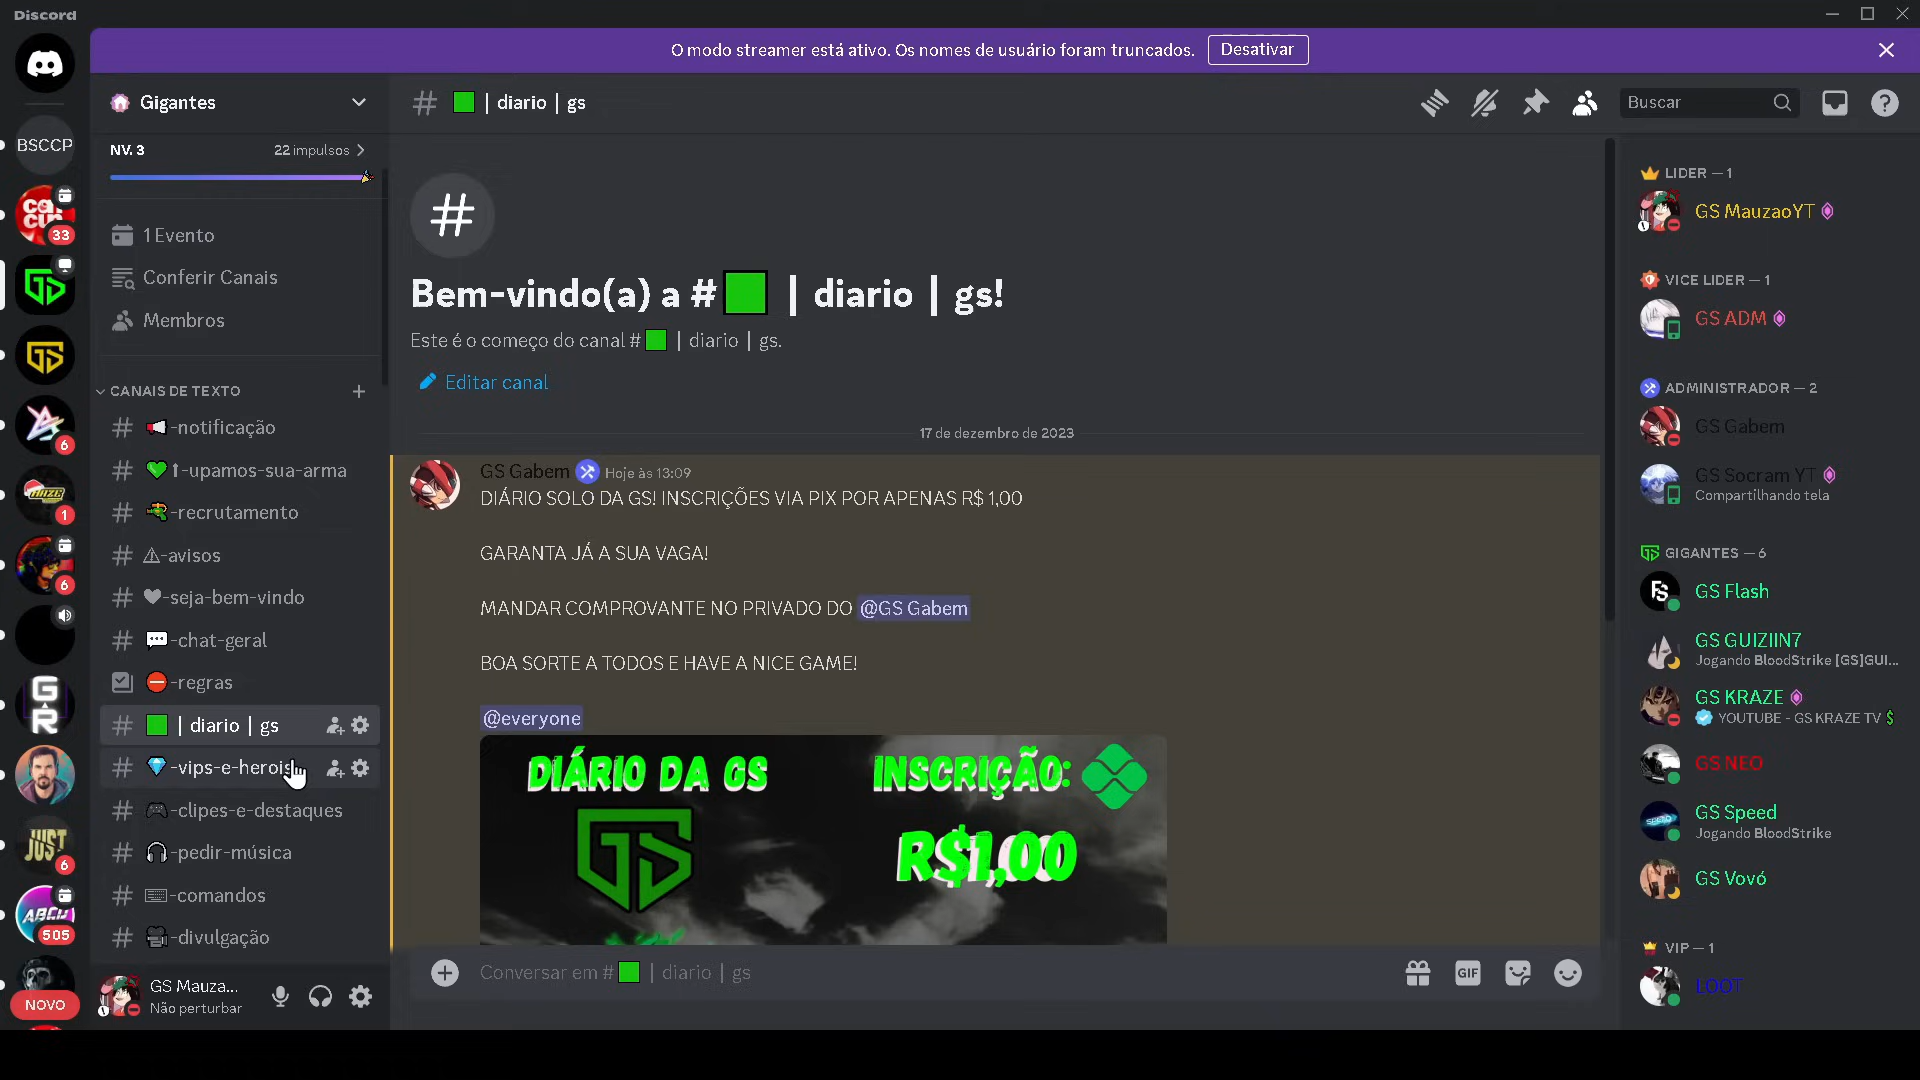 Discord
O modo streamer está ativo. Os nomes de usuário foram truncados.
Desativar
BSCCP
33
6
1
6
JUST
6
ABCH
505
NOVO
Gigantes
NV. 3
22 impulsos
1 Evento
Conferir Canais
Membros
CANAIS DE TEXTO
-notificação
-upamos-sua-arma
-recrutamento
-avisos
-seja-bem-vindo
-chat-geral
-regras
| diario | gs
-vips-e-herois
-clipes-e-destaques
-pedir-música
-comandos
-divulgação
GS Mauza...
Não perturbar
# | diario | gs
Buscar
Bem-vindo(a) a # | diario | gs!
Este é o começo do canal # | diario | gs.
Editar canal
17 de dezembro de 2023
GS Gabem Hoje às 13:09
DIÁRIO SOLO DA GS! INSCRIÇÕES VIA PIX POR APENAS R$ 1,00
GARANTA JÁ A SUA VAGA!
MANDAR COMPROVANTE NO PRIVADO DO @GS Gabem
BOA SORTE A TODOS E HAVE A NICE GAME!
@everyone
DIÁRIO DA GS
INSCRIÇÃO:
GS
R$1,00
Conversar em # | diario | gs
GIF
LIDER — 1
GS MauzaoYT
VICE LIDER — 1
GS ADM
ADMINISTRADOR — 2
GS Gabem
GS Socram YT
Compartilhando tela
GIGANTES — 6
GS Flash
GS GUIZIIN7
Jogando BloodStrike [GS]GUI...
GS KRAZE
YOUTUBE - GS KRAZE TV
GS NEO
GS Speed
Jogando BloodStrike
GS Vovó
VIP — 1
LOOT